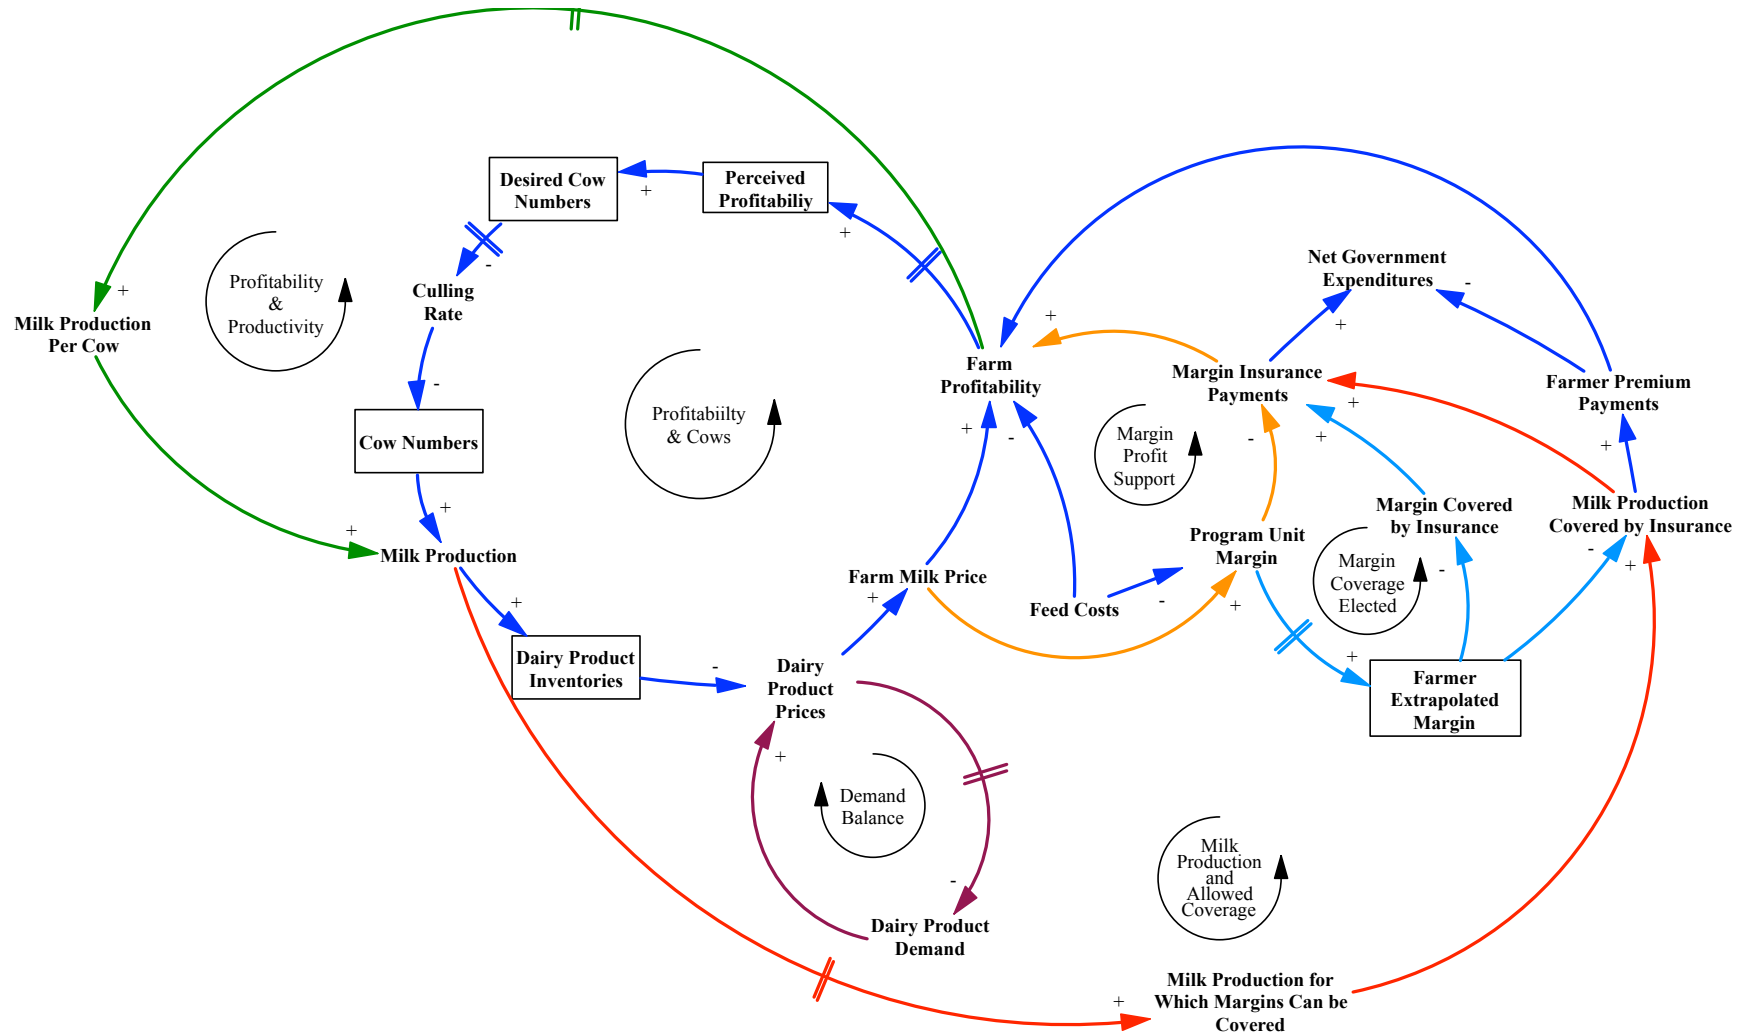 Desired Cow
Numbers
Perceived
Profitabiliy
+
+
-
Culling
Rate
Profitability
&
Productivity
+
Milk Production
Per Cow
-
Cow Numbers
+
+
Milk Production
Profitabiilty
& Cows
Farm
Profitability
+
-
+
Net Government
Expenditures
-
+
Margin Insurance
Payments
+
+
-
Farmer Premium
Payments
+
Margin
Profit
Support
Margin Covered
by Insurance
Milk Production
Covered by Insurance
-
+
-
Program Unit
Margin
Margin
Coverage
Elected
Farm Milk Price
+
Feed Costs
-
+
+
Farmer
Extrapolated
Margin
+
Dairy Product
Inventories
-
Dairy
Product
Prices
+
Demand
Balance
-
Dairy Product
Demand
Milk
Production
and
Allowed
Coverage
+
Milk Production for
Which Margins Can be
Covered